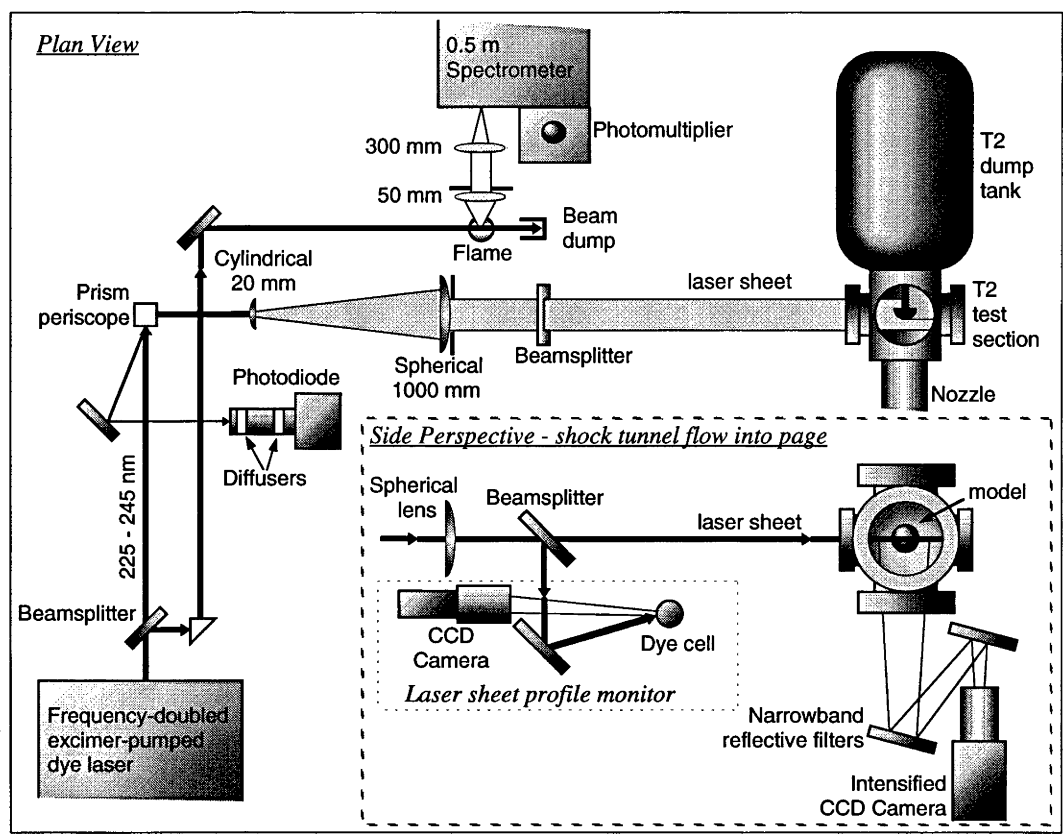 Plan View
0.5 m
Spectrometer
Photomultiplier
300 mm
50 mm
T2
dump
tank
Beam
dump
Flame
Cylindrical
20 mm
laser sheet
Prism
periscope
T2
test
section
Beamsplitter
Spherical
1000 mm
Photodiode
Nozzle
Diffusers
225 - 245 nm
Beamsplitter
Frequency-doubled
excimer-pumped
dye laser
Side Perspective - shock tunnel flow into page
Spherical
lens
Beamsplitter
model
laser sheet
CCD
Camera
Dye cell
Laser sheet profile monitor
Narrowband
reflective filters
Intensified
CCD Camera